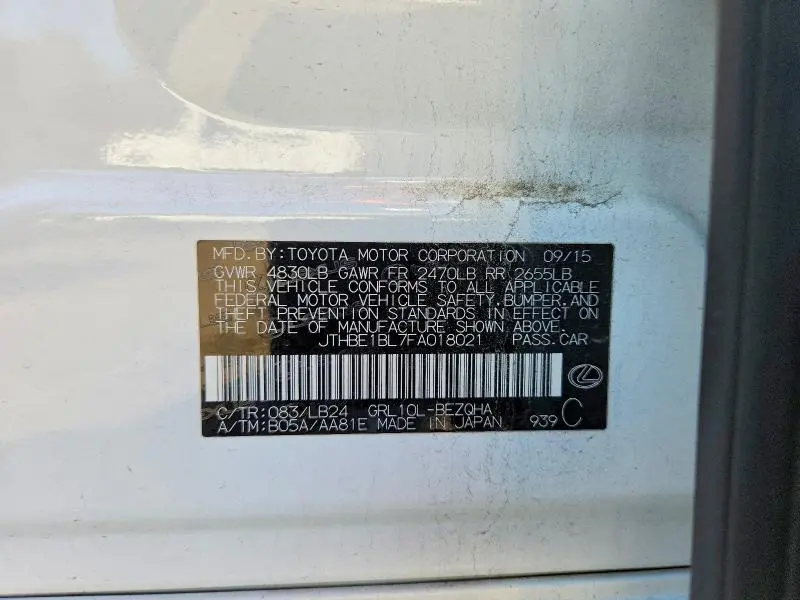 MFD.BY:TOYOTA MOTOR CORPORATION 09/15
GVWR 4830LB GAWR FR 2470LB RR 2655LB
THIS VEHICLE CONFORMS TO ALL APPLICABLE
FEDERAL MOTOR VEHICLE SAFETY,BUMPER,AND
THEFT PREVENTION STANDARDS IN EFFECT ON
THE DATE OF MANUFACTURE SHOWN ABOVE.
JTHBE1BL7FA018021 PASS.CAR
C/TR:083/LB24 GRL10L-BEZQHA
A/TM:B05A/AA81E MADE IN JAPAN 939 C